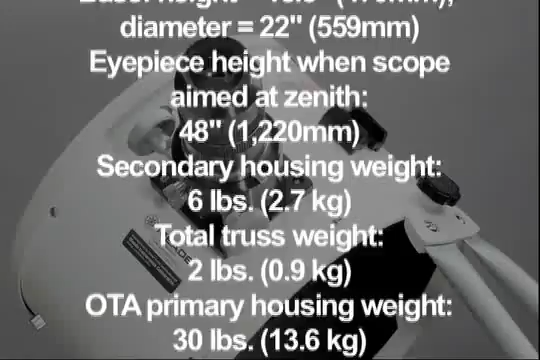 diameter = 22" (559mm)
Eyepiece height when scope
aimed at zenith:
48" (1,220mm)
Secondary housing weight:
6 lbs. (2.7 kg)
Total truss weight:
2 lbs. (0.9 kg)
OTA primary housing weight:
30 lbs. (13.6 kg)